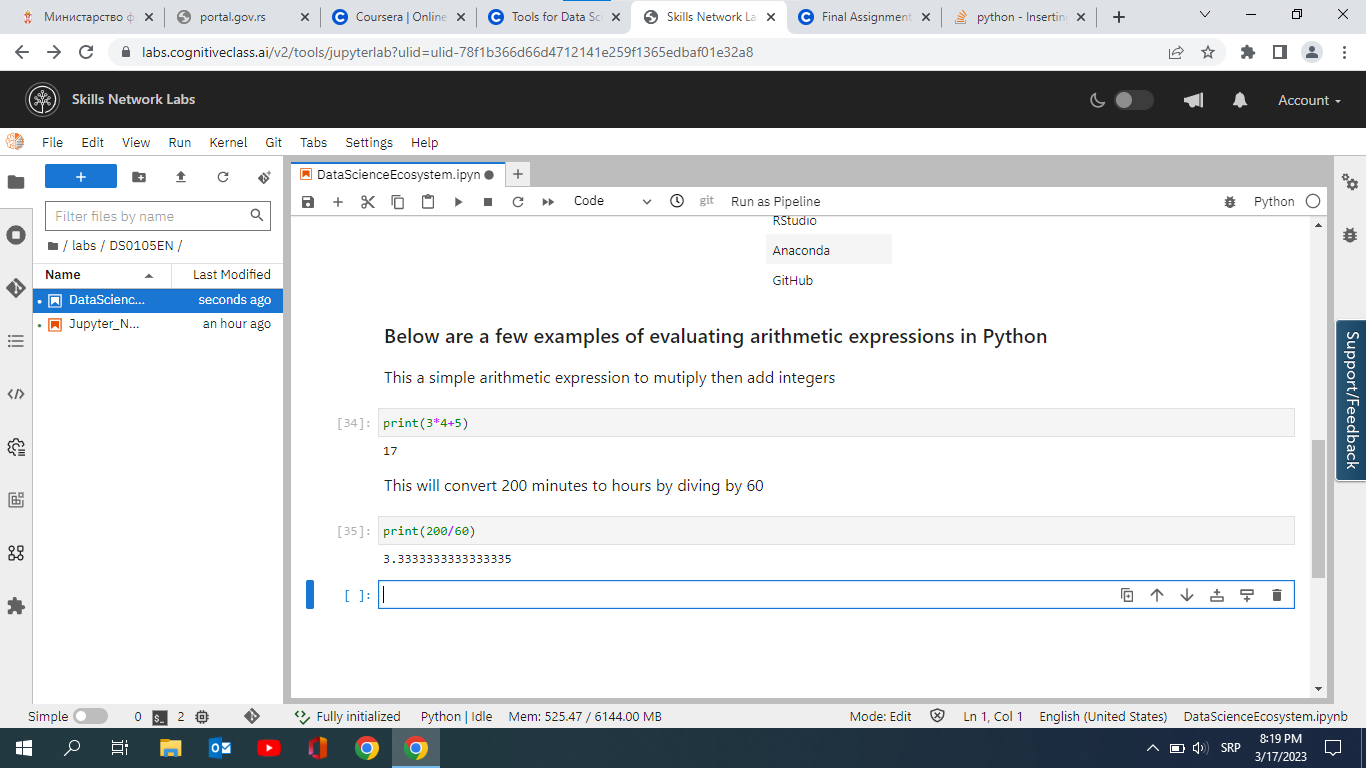 Министарство ф
portal.gov.rs
Coursera | Online
Tools for Data Sci
Skills Network La
Final Assignment
python - Inserting
labs.cognitiveclass.ai/v2/tools/jupyterlab?ulid=ulid-78f1b366d66d4712141e259f1365edbaf01e32a8
Skills Network Labs
Account
File Edit View Run Kernel Git Tabs Settings Help
DataScienceEcosystem.ipyn
Code
git
Run as Pipeline
Python
Filter files by name
/ labs / DS0105EN /
Name Last Modified
DataScienc... seconds ago
Jupyter_N... an hour ago
RStudio
Anaconda
GitHub
Below are a few examples of evaluating arithmetic expressions in Python
This a simple arithmetic expression to mutiply then add integers
[34]: print(3*4+5)
17
This will convert 200 minutes to hours by diving by 60
[35]: print(200/60)
3.3333333333333335
[ ]:
Support/Feedback
Simple 0 $_ 2 Fully initialized Python | Idle Mem: 525.47 / 6144.00 MB Mode: Edit Ln 1, Col 1 English (United States) DataScienceEcosystem.ipynb
SRP
8:19 PM
3/17/2023